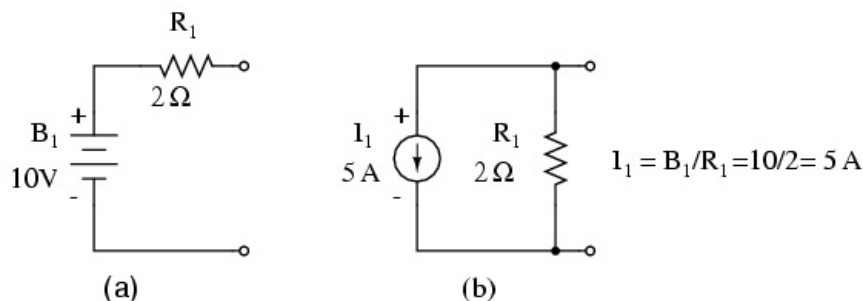 R₁
2 Ω
+
B₁
10V
-
(a)
+
I₁
5 A
-
R₁
2 Ω
I₁ = B₁/R₁ =10/2= 5 A
(b)